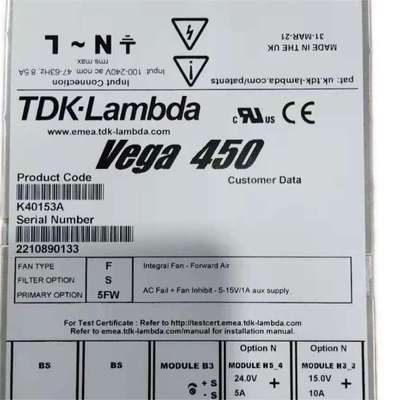 31-MAR-21
MADE IN THE UK
pat: uk.tdk-lambda.com/patents
Input Connection
N ~ L
Input: 100-240V ac nom, 47-63Hz, 8.5A
rms max
TDK-Lambda
www.emea.tdk-lambda.com
c UL US CE
Vega 450
Product Code
Customer Data
K40153A
Serial Number
2210890133
FAN TYPE F Integral Fan - Forward Air
FILTER OPTION S
PRIMARY OPTION 5FW AC Fail + Fan Inhibit - 5-15V/1A aux supply
For Test Certificate : Refer to http://testcert.emea.tdk-lambda.com
Refer to emea.tdk-lambda.com/manual for installation manual.
Option N Option N
BS BS MODULE B3 MODULE H5_4 MODULE H3_3
+ S 24.0V 15.0V
- S 5A 10A